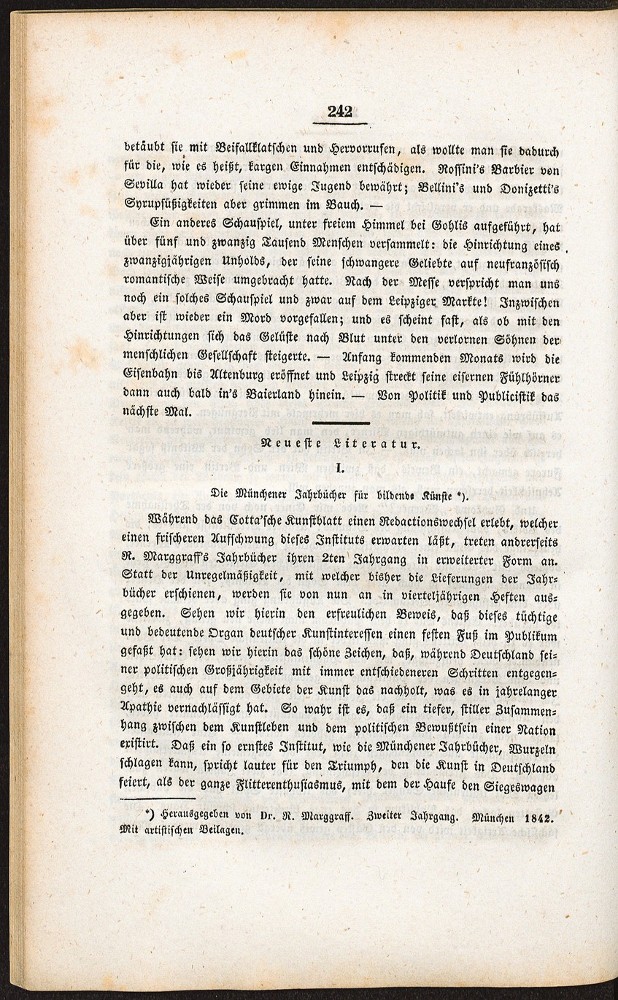 242
betäubt sie mit Beifallklatschen und Hervorrufen, als wollte man sie dadurch
für die, wie es heißt, kargen Einnahmen entschädigen. Rossini's Barbier von
Sevilla hat wieder seine ewige Jugend bewährt; Bellini's und Donizetti's
Syrupsüßigkeiten aber grimmen im Bauch. —
Ein anderes Schauspiel, unter freiem Himmel bei Gohlis aufgeführt, hat
über fünf und zwanzig Tausend Menschen versammelt: die Hinrichtung eines
zwanzigjährigen Unholds, der seine schwangere Geliebte auf neufranzösisch
romantische Weise umgebracht hatte. Nach der Messe verspricht man uns
noch ein solches Schauspiel und zwar auf dem Leipziger Markte! Inzwischen
aber ist wieder ein Mord vorgefallen; und es scheint fast, als ob mit den
Hinrichtungen sich das Gelüste nach Blut unter den verlornen Söhnen der
menschlichen Gesellschaft steigerte. — Anfang kommenden Monats wird die
Eisenbahn bis Altenburg eröffnet und Leipzig streckt seine eisernen Fühlhörner
dann auch bald in's Baierland hinein. — Von Politik und Publicistik das
nächste Mal.
Neueste Literatur.
I.
Die Münchener Jahrbücher für bildende Künste *).
Während das Cotta'sche Kunstblatt einen Redactionswechsel erlebt, welcher
einen frischeren Aufschwung dieses Instituts erwarten läßt, treten andrerseits
R. Marggraff's Jahrbücher ihren 2ten Jahrgang in erweiterter Form an.
Statt der Unregelmäßigkeit, mit welcher bisher die Lieferungen der Jahr-
bücher erschienen, werden sie von nun an in vierteljährigen Heften aus-
gegeben. Sehen wir hierin den erfreulichen Beweis, daß dieses tüchtige
und bedeutende Organ deutscher Kunstinteressen einen festen Fuß im Publikum
gefaßt hat: sehen wir hierin das schöne Zeichen, daß, während Deutschland sei-
ner politischen Großjährigkeit mit immer entschiedeneren Schritten entgegen-
geht, es auch auf dem Gebiete der Kunst das nachholt, was es in jahrelanger
Apathie vernachlässigt hat. So wahr ist es, daß ein tiefer, stiller Zusammen-
hang zwischen dem Kunstleben und dem politischen Bewußtsein einer Nation
existirt. Daß ein so ernstes Institut, wie die Münchener Jahrbücher, Wurzeln
schlagen kann, spricht lauter für den Triumph, den die Kunst in Deutschland
feiert, als der ganze Flitterenthusiasmus, mit dem der Haufe den Siegeswagen
*) Herausgegeben von Dr. R. Marggraff. Zweiter Jahrgang. München 1842.
Mit artistischen Beilagen.